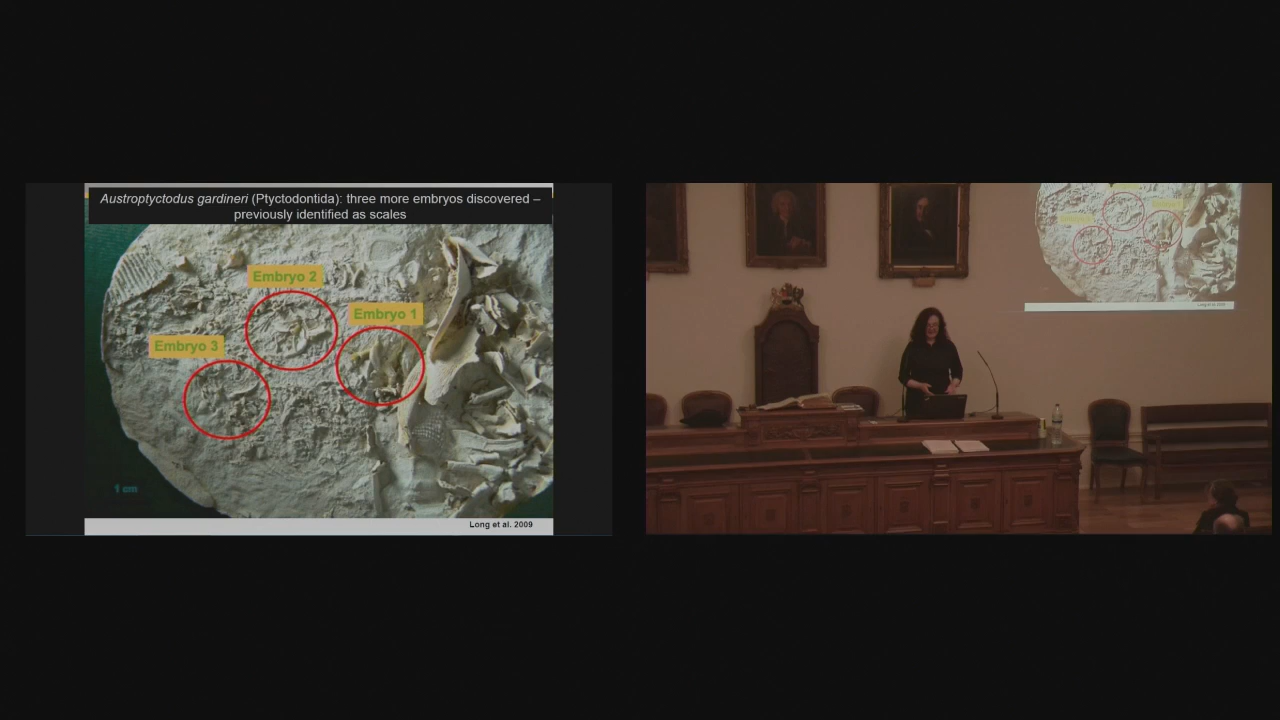 Austroptyctodus gardineri (Ptyctodontida): three more embryos discovered –
previously identified as scales
Embryo 2
Embryo 1
Embryo 3
1 cm
Long et al. 2009